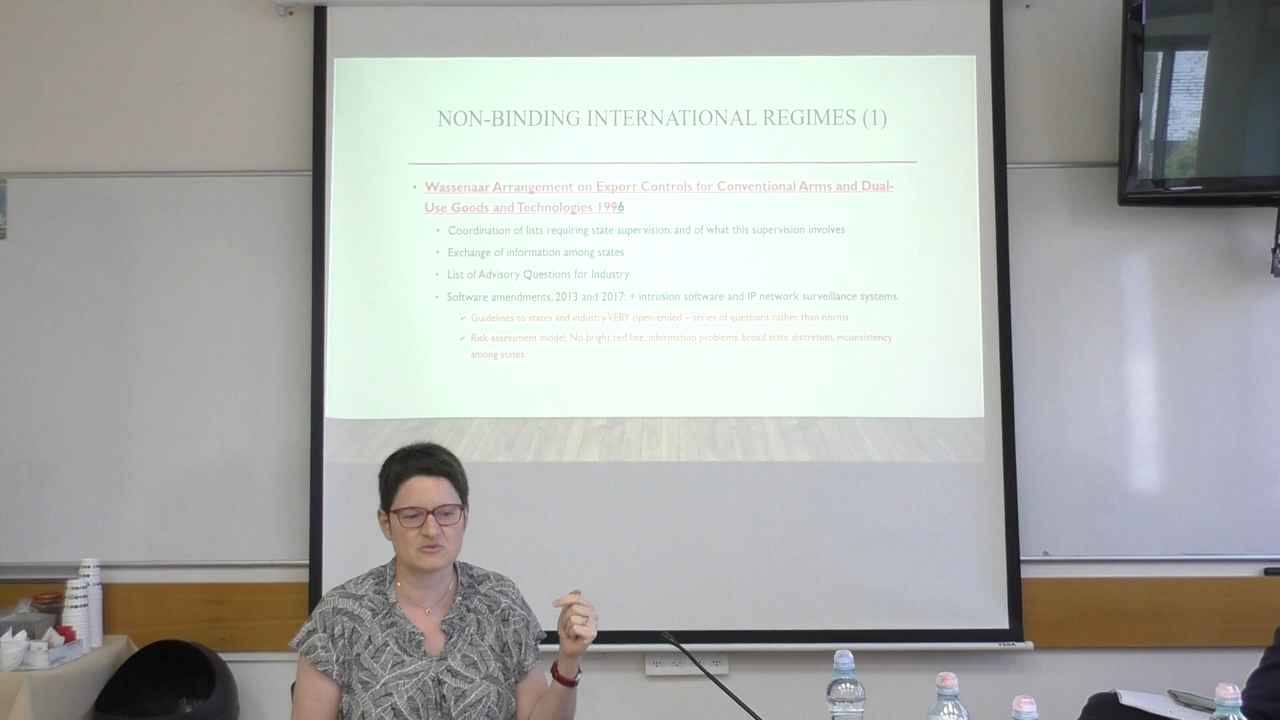 NON-BINDING INTERNATIONAL REGIMES (1)
• Wassenaar Arrangement on Export Controls for Conventional Arms and Dual-
Use Goods and Technologies 1996
• Coordination of lists requiring state supervision, and of what this supervision involves
• Exchange of information among states
• List of Advisory Questions for Industry
• Software amendments, 2013 and 2017: + intrusion software and IP network surveillance systems
➢ Guidelines to states and industry VERY open-ended – series of questions rather than norms
➢ Risk-assessment model. No bright red line, information problems, broad state discretion, inconsistency
among states.